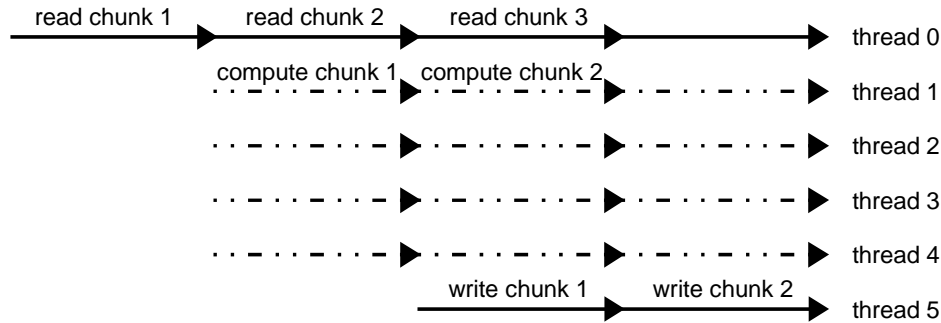 read chunk 1 read chunk 2 read chunk 3
thread 0
compute chunk 1 compute chunk 2
thread 1
thread 2
thread 3
thread 4
write chunk 1 write chunk 2
thread 5